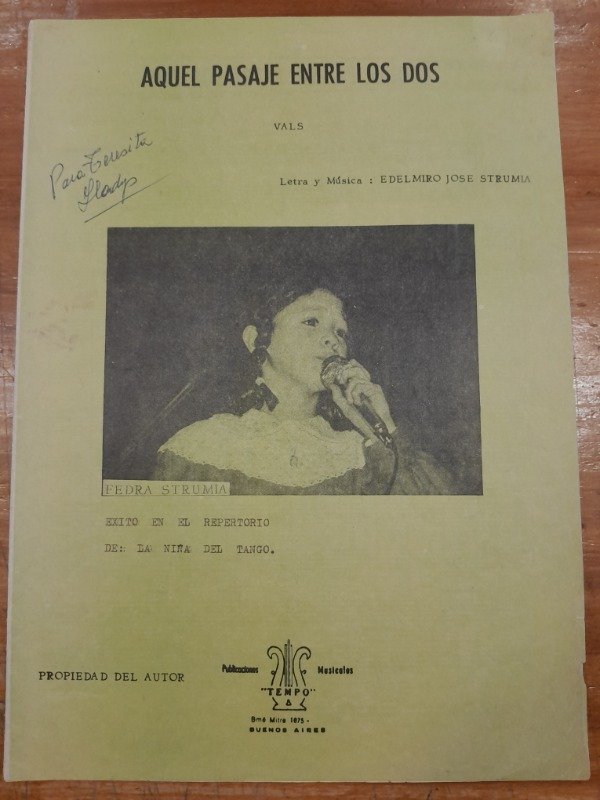 AQUEL PASAJE ENTRE LOS DOS
VALS
Para Teresita
Gladys
Letra y Música : EDELMIRO JOSE STRUMIA
FEDRA STRUMIA
EXITO EN EL REPERTORIO
DE: LA NIÑA DEL TANGO.
PROPIEDAD DEL AUTOR
Publicaciones Musicales
"TEMPO"
Bmé Mitre 1675 -
BUENOS AIRES